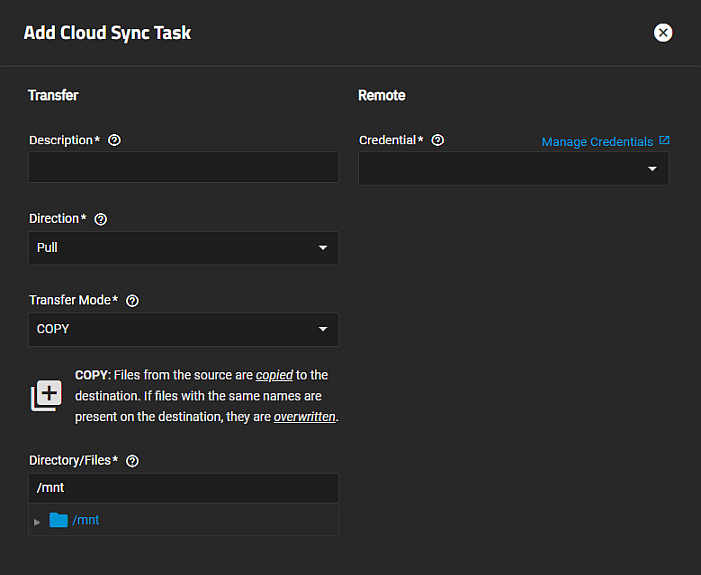 Add Cloud Sync Task
Transfer
Remote
Description*
Credential*
Manage Credentials
Direction*
Pull
Transfer Mode*
COPY
COPY: Files from the source are copied to the
destination. If files with the same names are
present on the destination, they are overwritten.
Directory/Files*
/mnt
/mnt